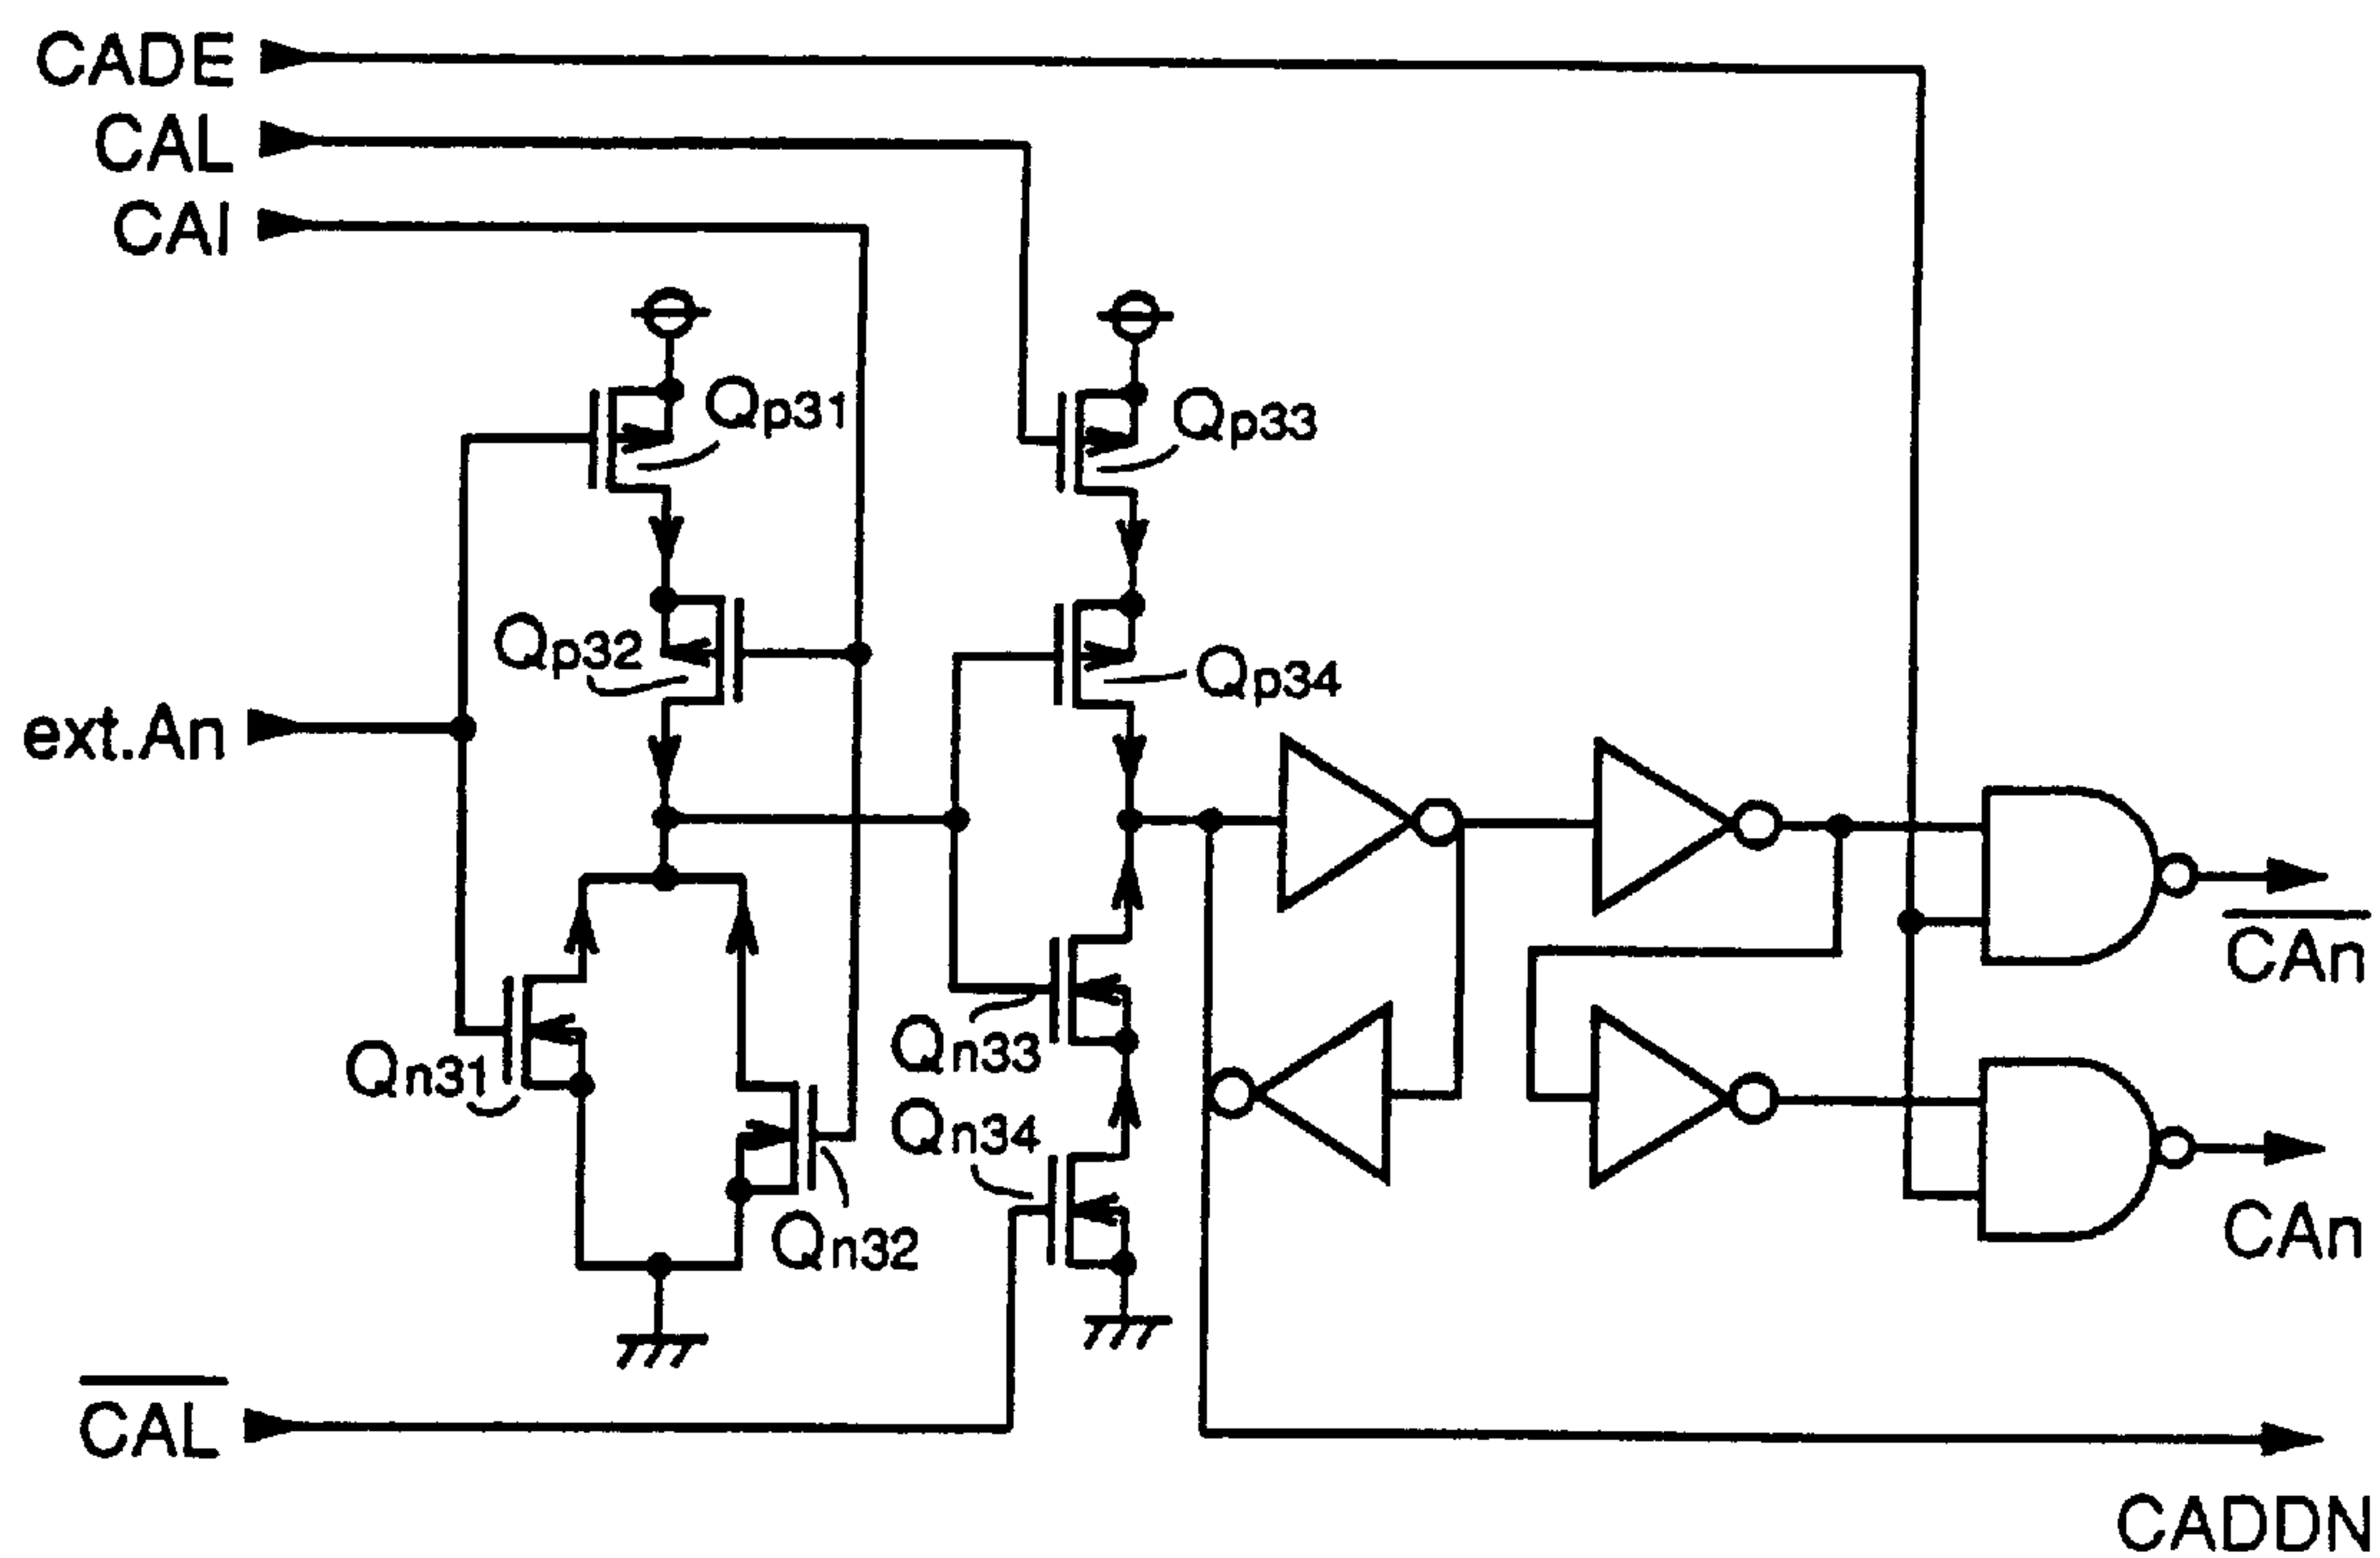 CADE
CAL
CAI
Qp31
Qp33
Qp32
Qp34
ext.An
CAn
Qn33
Qn31
Qn34
CAn
Qn32
CAL
CADDN